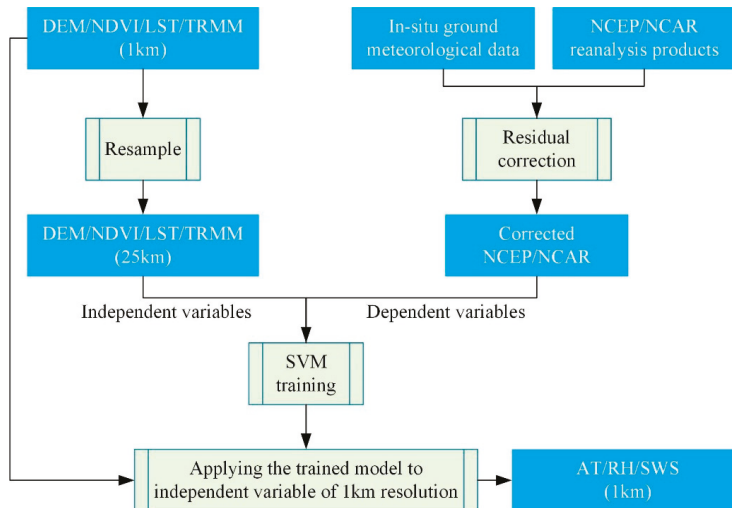 DEM/NDVI/LST/TRMM
(1km)
In-situ ground
meteorological data
NCEP/NCAR
reanalysis products
Resample
Residual
correction
DEM/NDVI/LST/TRMM
(25km)
Corrected
NCEP/NCAR
Independent variables
Dependent variables
SVM
training
Applying the trained model to
independent variable of 1km resolution
AT/RH/SWS
(1km)